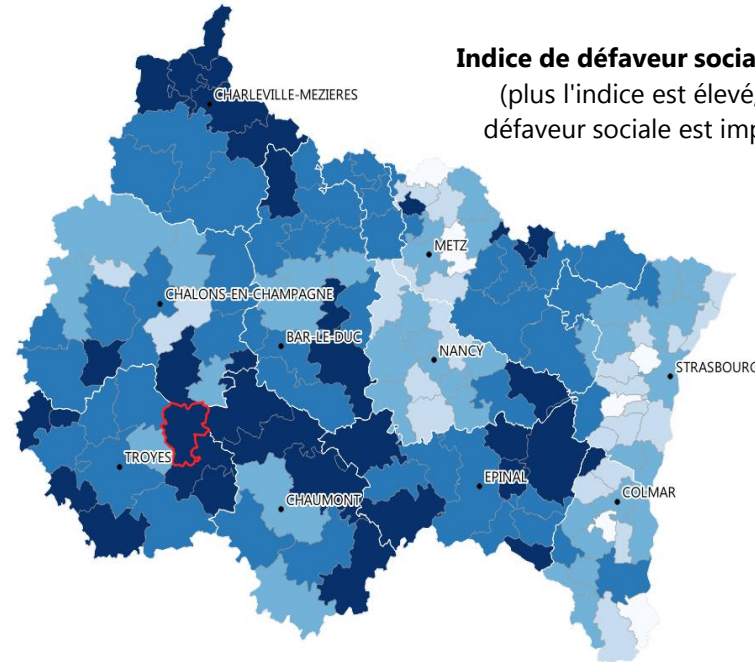 Indice de défaveur socia
(plus l'indice est élevé,
défaveur sociale est imp
CHARLEVILLE-MEZIERES
METZ
CHALONS-EN-CHAMPAGNE
BAR-LE-DUC
NANCY
STRASBOURG
TROYES
EPINAL
CHAUMONT
COLMAR